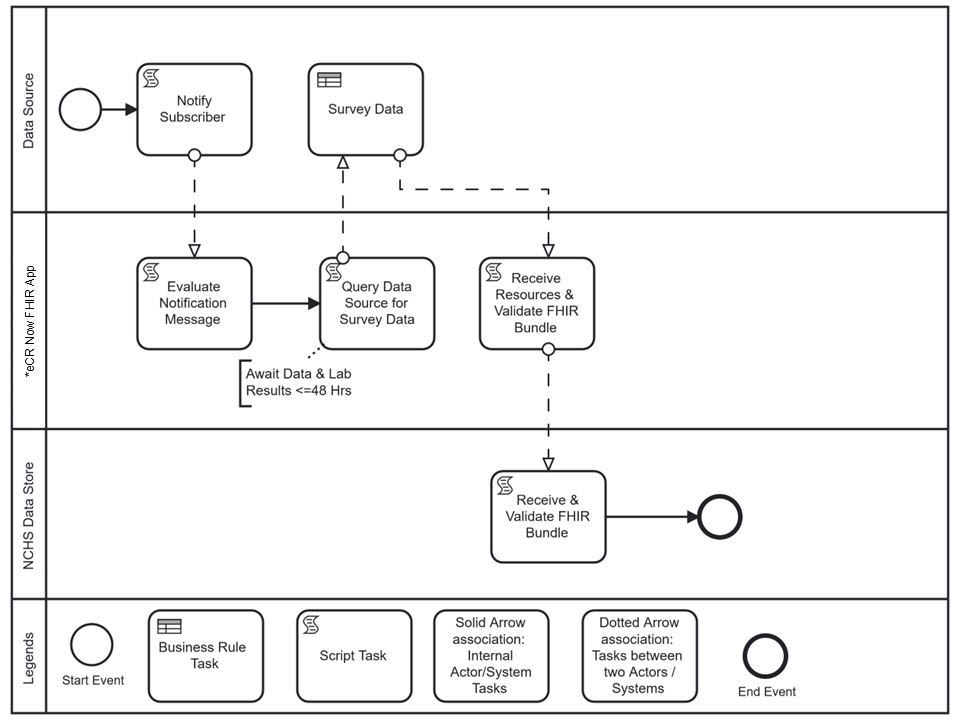 Data Source
Notify
Subscriber
Survey Data
*eCR Now FHIR App
Evaluate
Notification
Message
Query Data
Source for
Survey Data
Receive
Resources &
Validate FHIR
Bundle
Await Data & Lab
Results <=48 Hrs
NCHS Data Store
Receive &
Validate FHIR
Bundle
Legends
Start Event
Business Rule
Task
Script Task
Solid Arrow
association:
Internal
Actor/System
Tasks
Dotted Arrow
association:
Tasks between
two Actors /
Systems
End Event